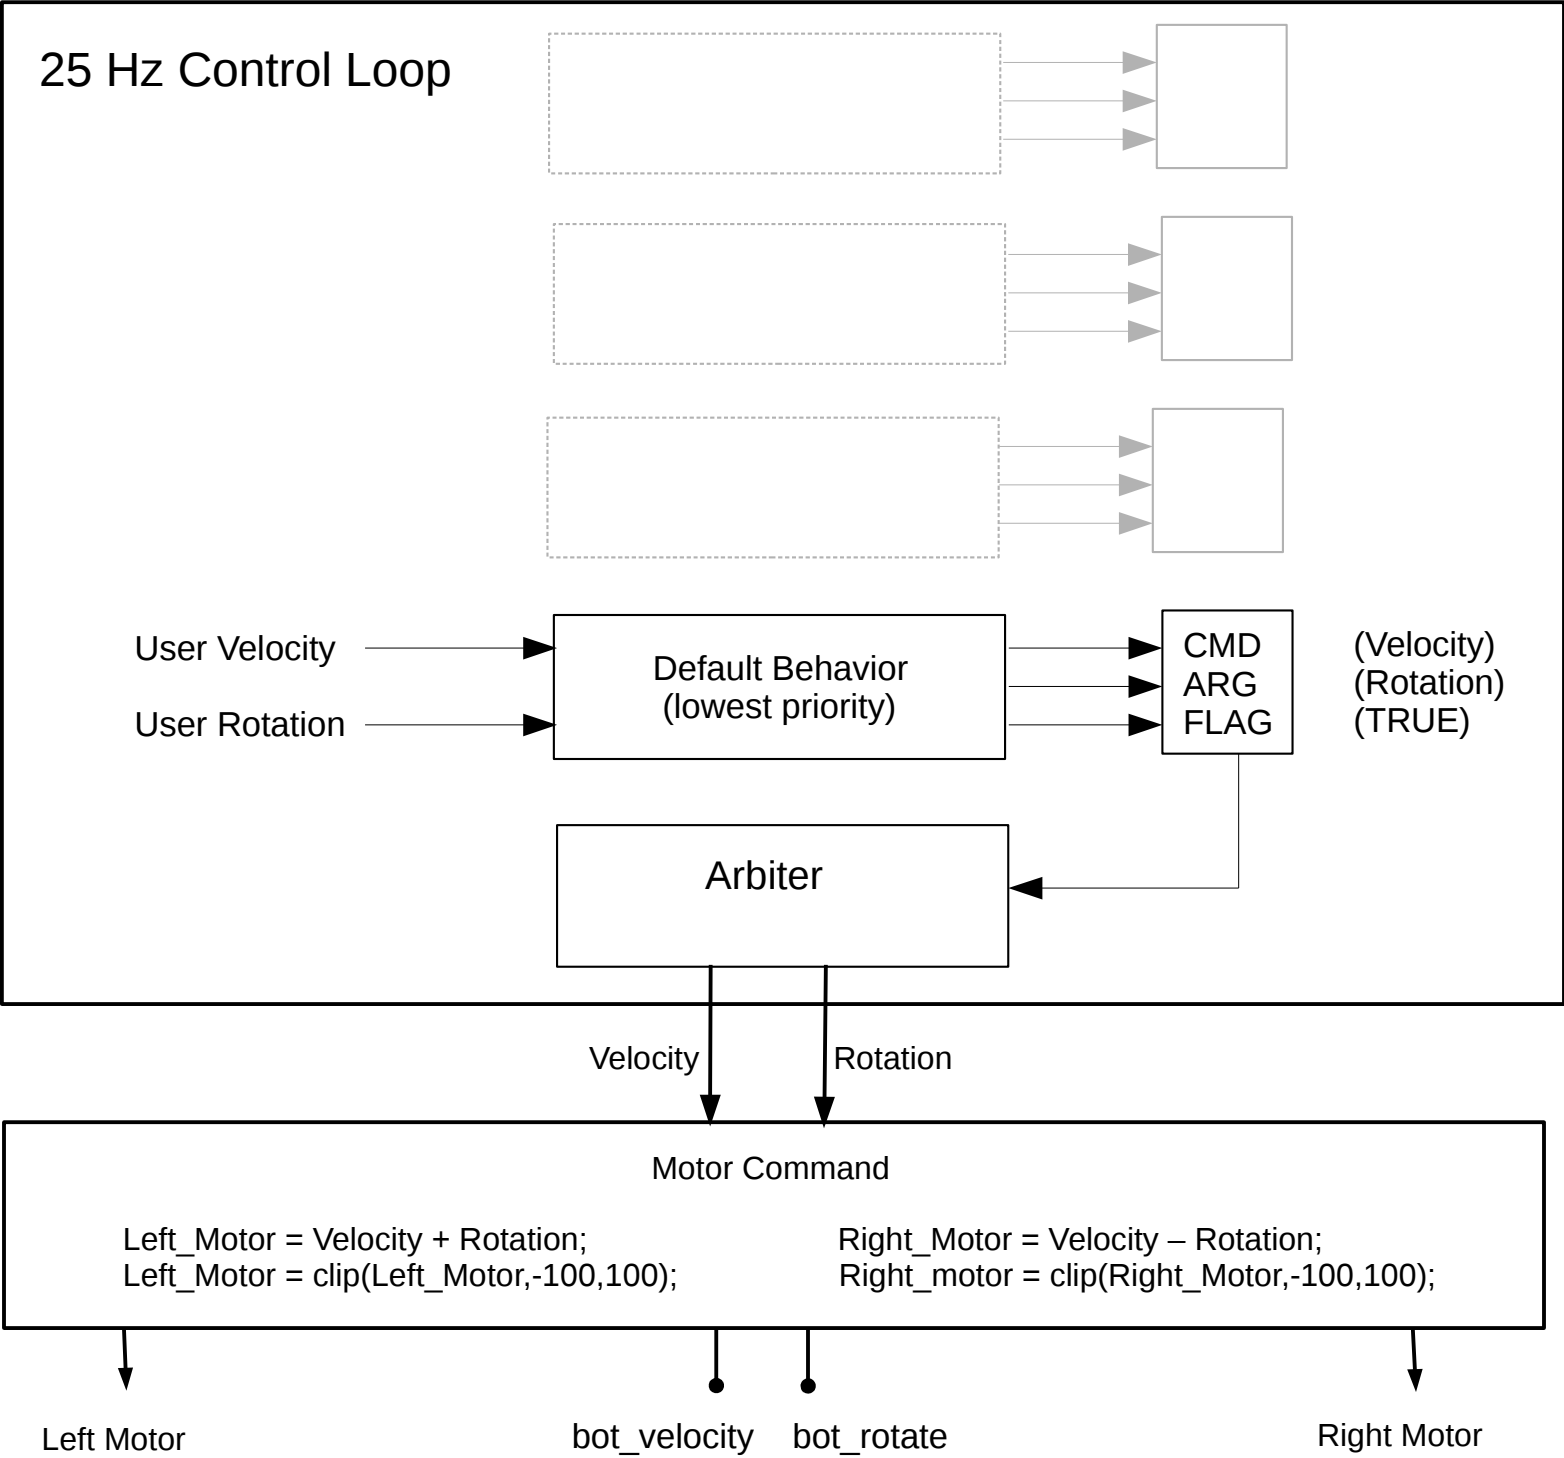 25 Hz Control Loop
User Velocity
User Rotation
Default Behavior
(lowest priority)
CMD
ARG
FLAG
(Velocity)
(Rotation)
(TRUE)
Arbiter
Velocity
Rotation
Motor Command
Left_Motor = Velocity + Rotation;
Left_Motor = clip(Left_Motor,-100,100);
Right_Motor = Velocity – Rotation;
Right_motor = clip(Right_Motor,-100,100);
Left Motor
bot_velocity
bot_rotate
Right Motor